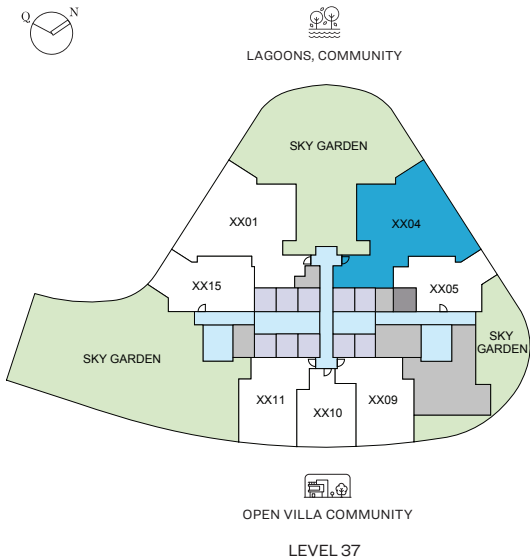 Q N
LAGOONS, COMMUNITY
SKY GARDEN
XX01
XX04
XX15
XX05
SKY GARDEN
SKY
GARDEN
XX11
XX10
XX09
OPEN VILLA COMMUNITY
LEVEL 37